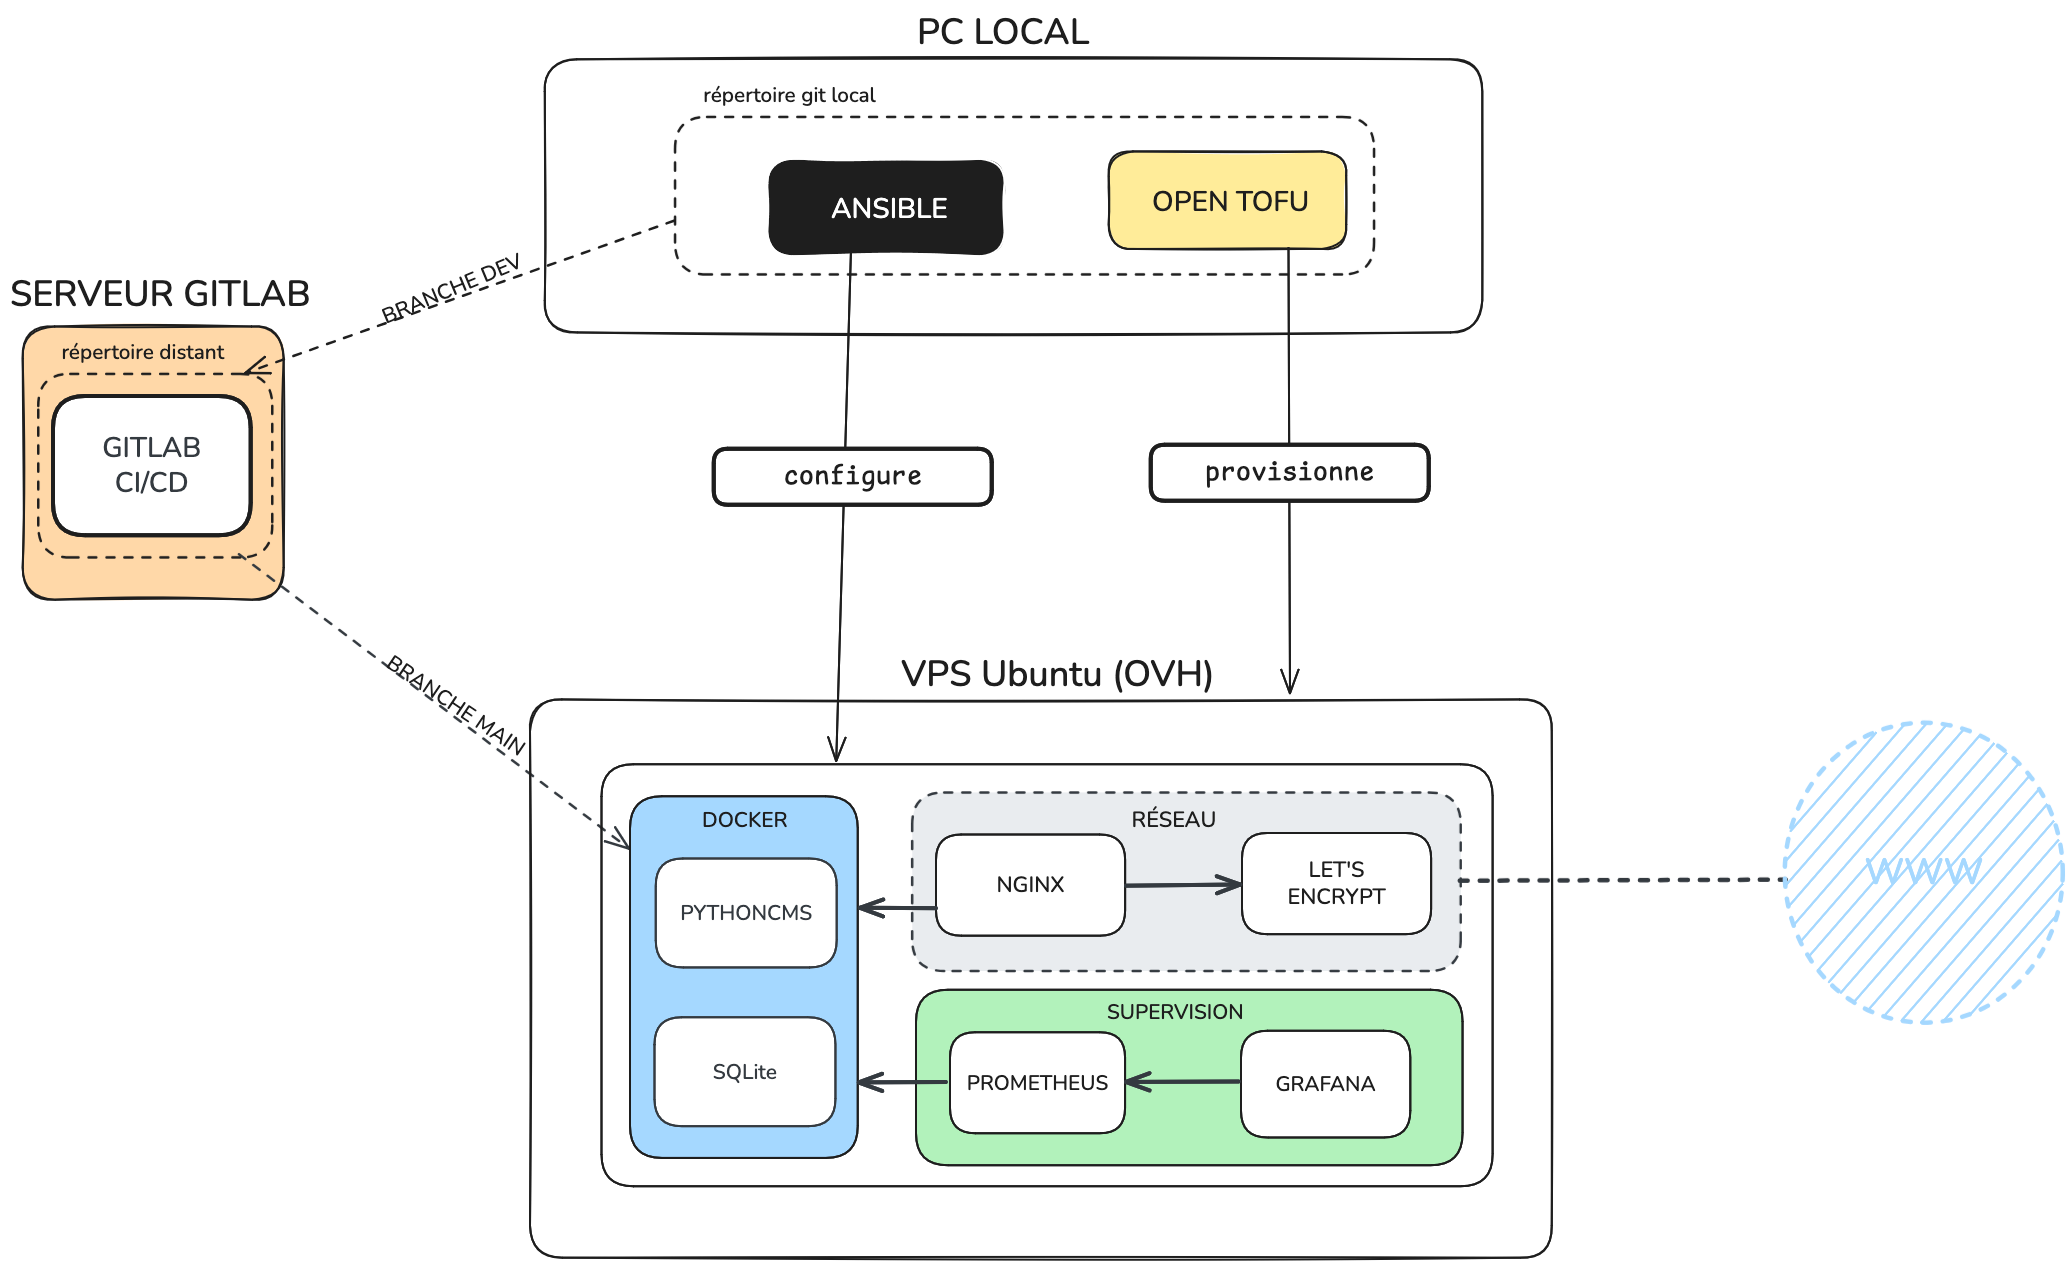 PC LOCAL
répertoire git local
ANSIBLE
OPEN TOFU
BRANCHE DEV
SERVEUR GITLAB
répertoire distant
GITLAB
CI/CD
configure
provisionne
BRANCHE MAIN
VPS Ubuntu (OVH)
DOCKER
PYTHONCMS
SQLite
RÉSEAU
NGINX
LET'S
ENCRYPT
SUPERVISION
PROMETHEUS
GRAFANA
WWW